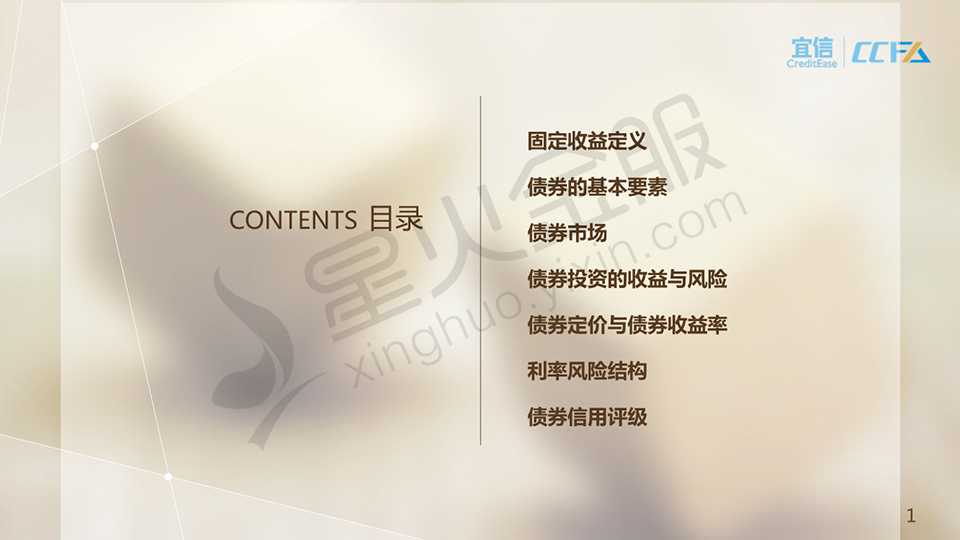 宜信
CreditEase
CCFA
CONTENTS 目录
固定收益定义
债券的基本要素
债券市场
债券投资的收益与风险
债券定价与债券收益率
利率风险结构
债券信用评级
星火金服
xinghuo.yixin.com
1